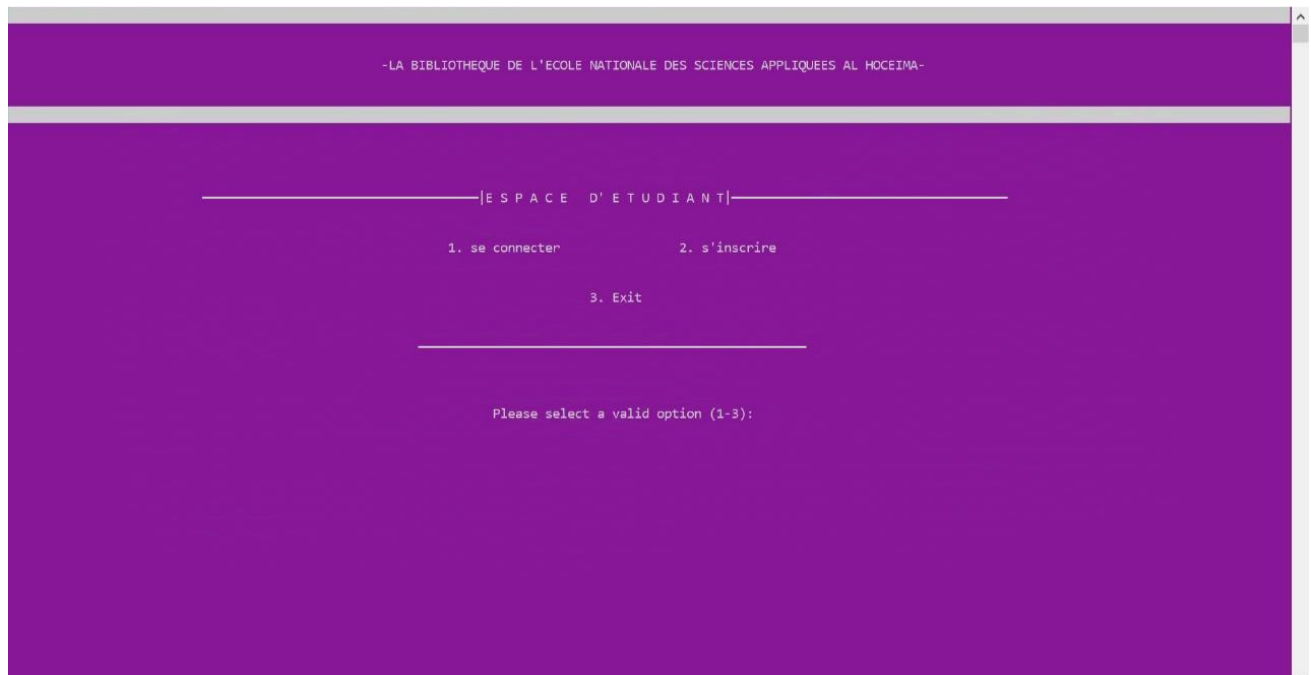 -LA BIBLIOTHEQUE DE L'ECOLE NATIONALE DES SCIENCES APPLIQUEES AL HOCEIMA-
|E S P A C E D' E T U D I A N T|
1. se connecter 2. s'inscrire
3. Exit
Please select a valid option (1-3):